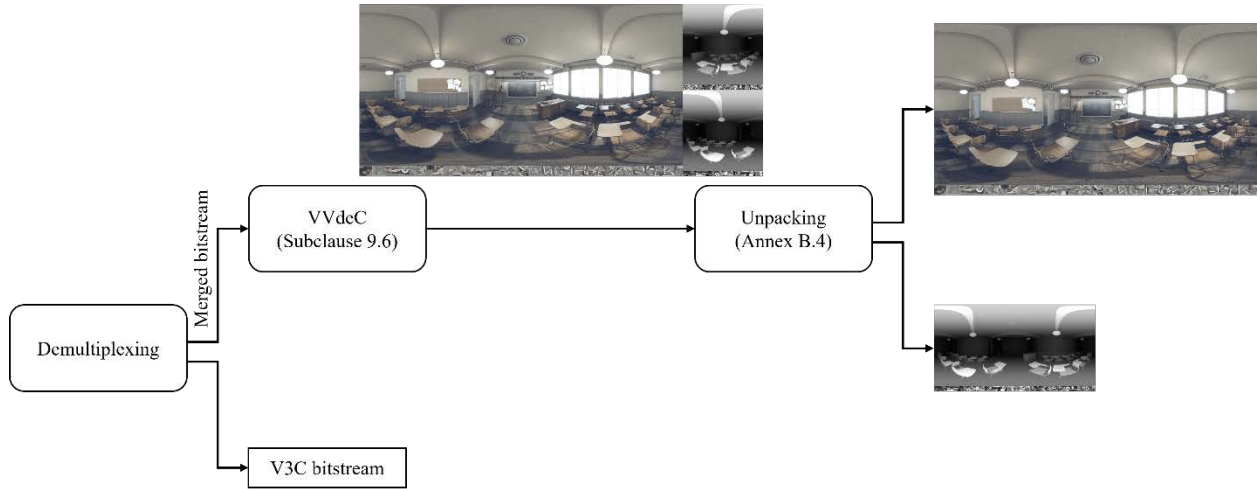 Merged bitstream
VVdeC
(Subclause 9.6)
Unpacking
(Annex B.4)
Demultiplexing
V3C bitstream